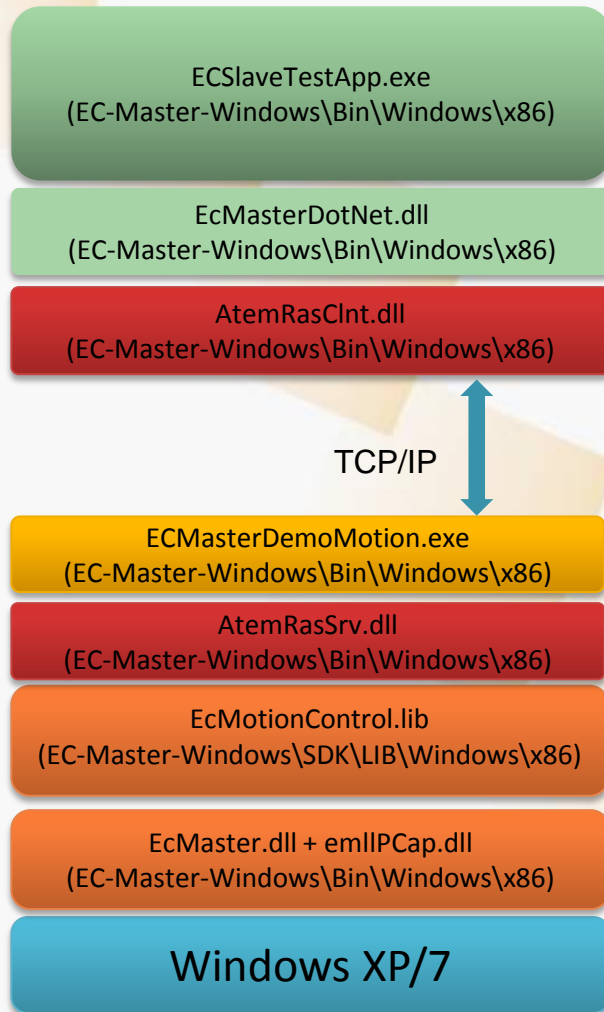 ECSlaveTestApp.exe
(EC-Master-Windows\Bin\Windows\x86)
EcMasterDotNet.dll
(EC-Master-Windows\Bin\Windows\x86)
AtemRasClnt.dll
(EC-Master-Windows\Bin\Windows\x86)
TCP/IP
ECMasterDemoMotion.exe
(EC-Master-Windows\Bin\Windows\x86)
AtemRasSrv.dll
(EC-Master-Windows\Bin\Windows\x86)
EcMotionControl.lib
(EC-Master-Windows\SDK\LIB\Windows\x86)
EcMaster.dll + emllPCap.dll
(EC-Master-Windows\Bin\Windows\x86)
Windows XP/7